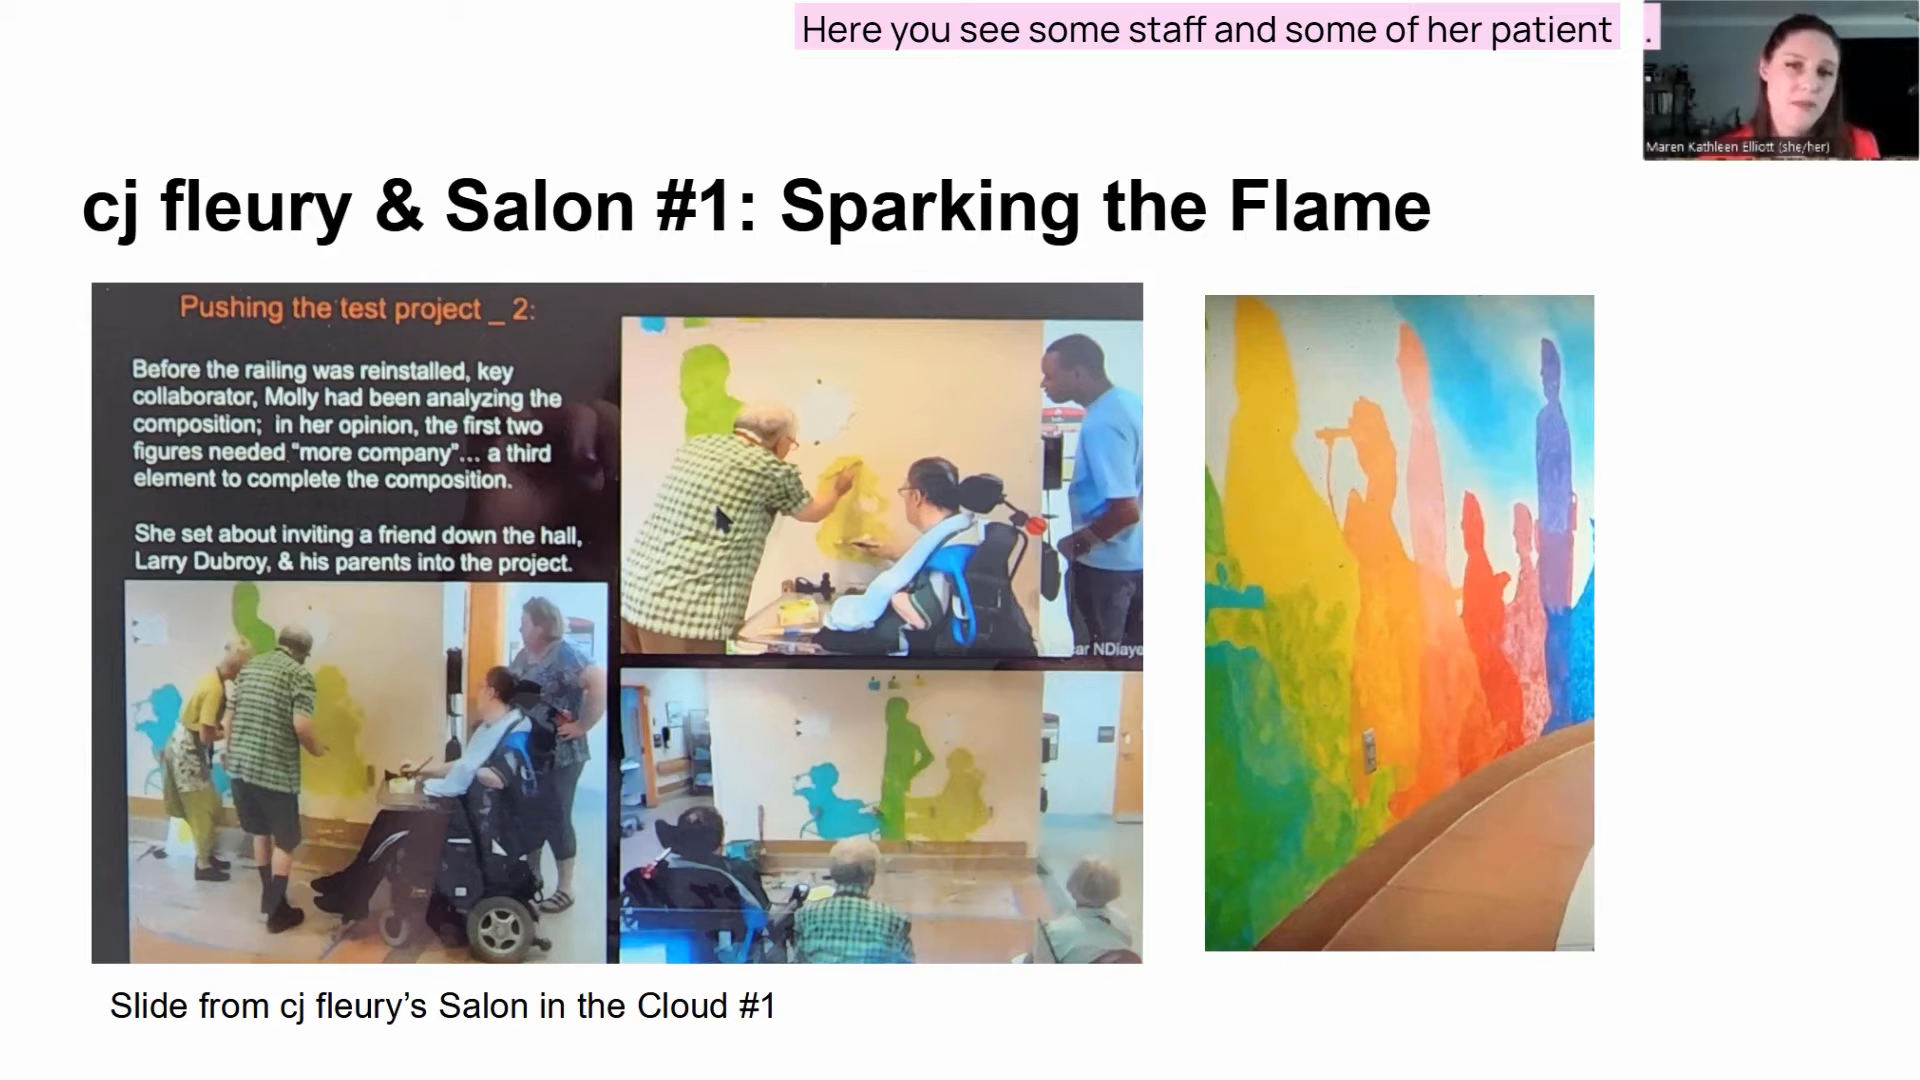 Here you see some staff and some of her patient .
Maren Kathleen Elliott (she/her)
cj fleury & Salon #1: Sparking the Flame
Pushing the test project _ 2:
Before the railing was reinstalled, key
collaborator, Molly had been analyzing the
composition; in her opinion, the first two
figures needed "more company"... a third
element to complete the composition.
She set about inviting a friend down the hall,
Larry Dubroy, & his parents into the project.
NDiaye
Slide from cj fleury’s Salon in the Cloud #1